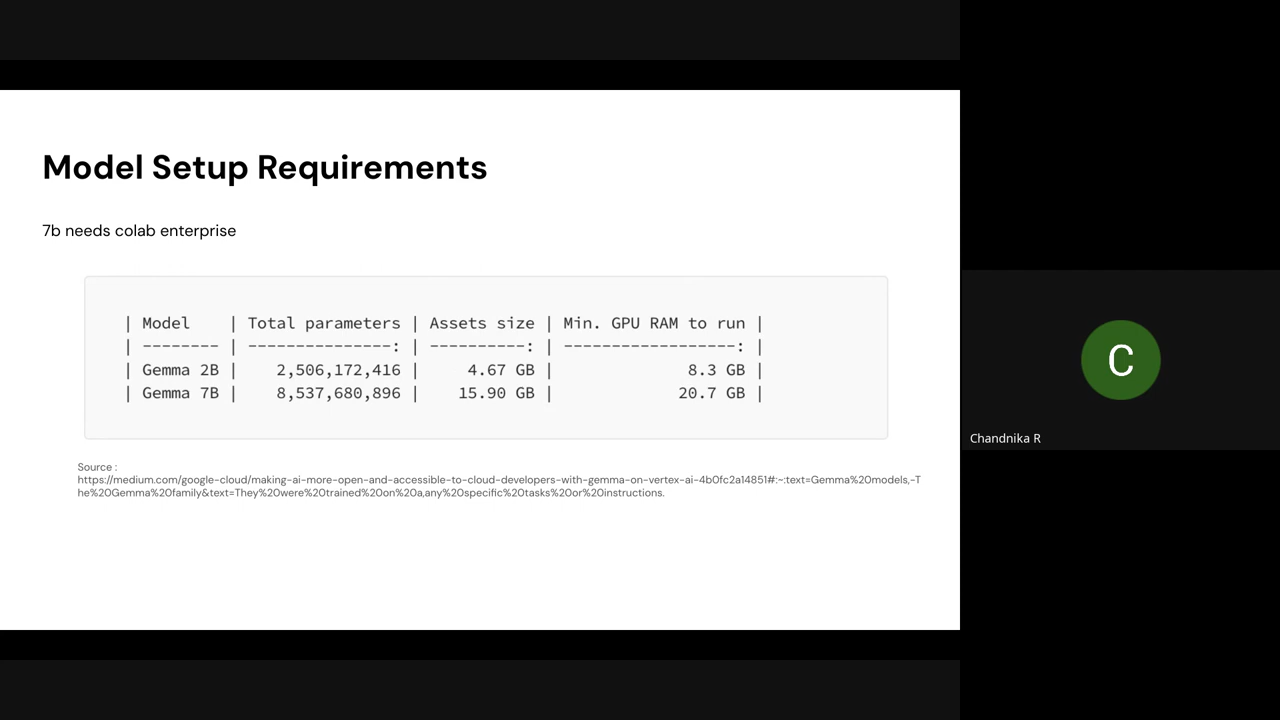 Model Setup Requirements
7b needs colab enterprise
| Model    | Total parameters | Assets size | Min. GPU RAM to run |
| -------- | ---------------: | ----------: | ------------------: |
| Gemma 2B |    2,506,172,416 |     4.67 GB |              8.3 GB |
| Gemma 7B |    8,537,680,896 |    15.90 GB |             20.7 GB |
Source :
https://medium.com/google-cloud/making-ai-more-open-and-accessible-to-cloud-developers-with-gemma-on-vertex-ai-4b0fc2a14851#:~:text=Gemma%20models,-T
he%20Gemma%20family&text=They%20were%20trained%20on%20a,any%20specific%20tasks%20or%20instructions.
C
Chandnika R